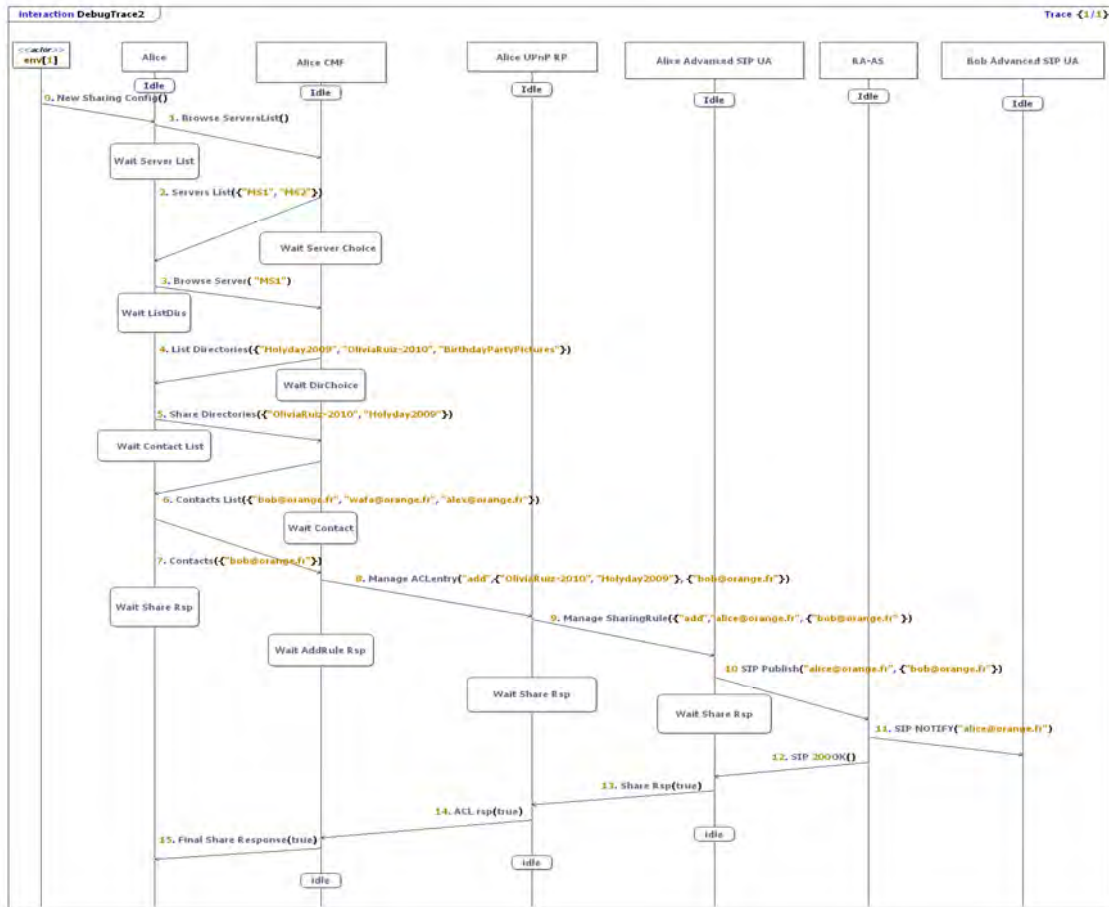 interaction DebugTrace2
Trace {1/1}
<<actor>>
env[1]
Alice
Alice CMF
Alice UPnP RP
Alice Advanced SIP UA
RA-AS
Bob Advanced SIP UA
Idle
Idle
Idle
Idle
Idle
Idle
0. New Sharing Config()
1. Browse ServersList()
Wait Server List
2. Servers List({"MS1", "MS2"})
Wait Server Choice
3. Browse Server( "MS1")
Wait ListDirs
4. List Directories({"Holyday2009", "OliviaRuiz-2010", "BirthdayPartyPictures"})
Wait DirChoice
5. Share Directories({"OliviaRuiz-2010", "Holyday2009"})
Wait Contact List
6. Contacts List({"bob@orange.fr", "wafa@orange.fr", "alex@orange.fr"})
Wait Contact
7. Contacts({"bob@orange.fr"})
8. Manage ACLentry("add",{"OliviaRuiz-2010", "Holyday2009"}, {"bob@orange.fr"})
Wait Share Rsp
9. Manage SharingRule({"add","alice@orange.fr", {"bob@orange.fr" })
Wait AddRule Rsp
10 SIP Publish("alice@orange.fr", {"bob@orange.fr"})
Wait Share Rsp
Wait Share Rsp
11. SIP NOTIFY("alice@orange.fr")
12. SIP 200OK()
13. Share Rsp(true)
14. ACL rsp(true)
15. Final Share Response(true)
idle
idle
idle